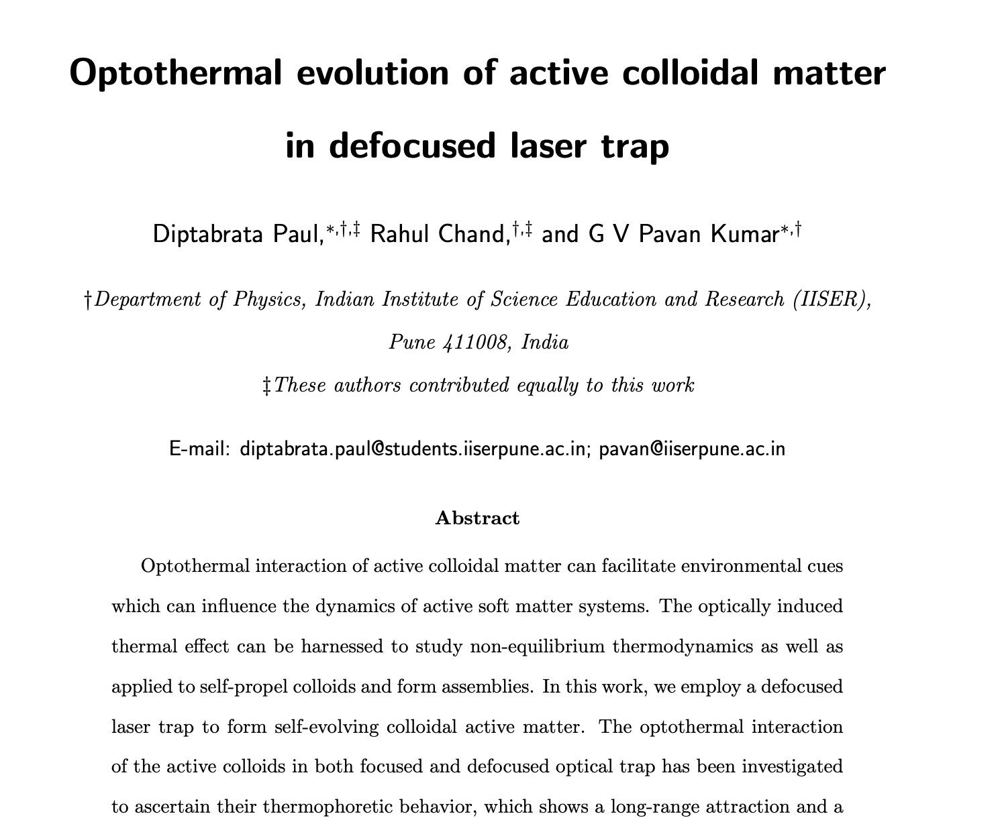 Optothermal evolution of active colloidal matter
in defocused laser trap
Diptabrata Paul,*,†,‡ Rahul Chand,†,‡ and G V Pavan Kumar*,†
†Department of Physics, Indian Institute of Science Education and Research (IISER),
Pune 411008, India
‡These authors contributed equally to this work
E-mail: diptabrata.paul@students.iiserpune.ac.in; pavan@iiserpune.ac.in
Abstract
Optothermal interaction of active colloidal matter can facilitate environmental cues
which can influence the dynamics of active soft matter systems. The optically induced
thermal effect can be harnessed to study non-equilibrium thermodynamics as well as
applied to self-propel colloids and form assemblies. In this work, we employ a defocused
laser trap to form self-evolving colloidal active matter. The optothermal interaction
of the active colloids in both focused and defocused optical trap has been investigated
to ascertain their thermophoretic behavior, which shows a long-range attraction and a